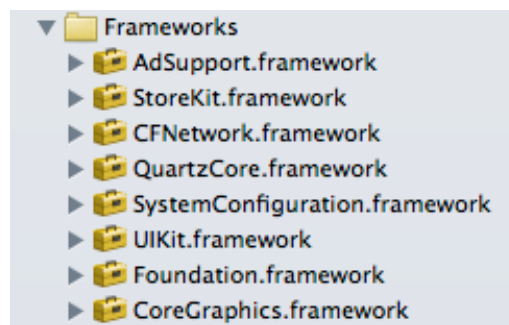 Frameworks
AdSupport.framework
StoreKit.framework
CFNetwork.framework
QuartzCore.framework
SystemConfiguration.framework
UIKit.framework
Foundation.framework
CoreGraphics.framework